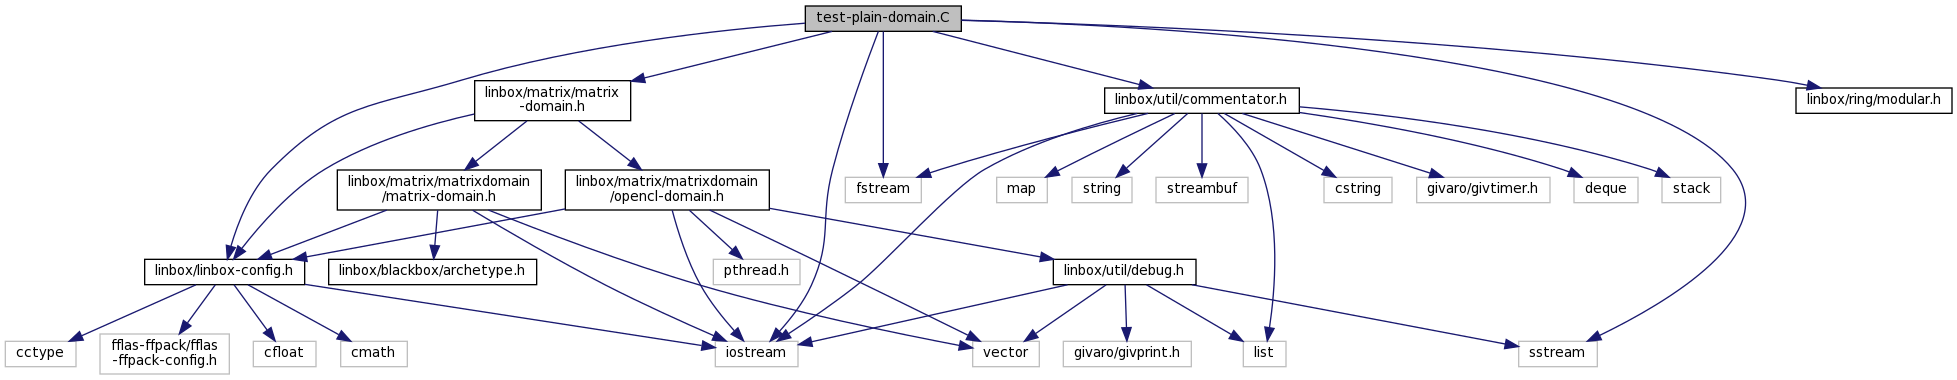 test-plain-domain.C
linbox/matrix/matrix
-domain.h
linbox/util/commentator.h
linbox/ring/modular.h
linbox/matrix/matrixdomain
/matrix-domain.h
linbox/matrix/matrixdomain
/opencl-domain.h
fstream
map
string
streambuf
cstring
givaro/givtimer.h
deque
stack
linbox/linbox-config.h
linbox/blackbox/archetype.h
pthread.h
linbox/util/debug.h
cctype
fflas-ffpack/fflas
-ffpack-config.h
cfloat
cmath
iostream
vector
givaro/givprint.h
list
sstream